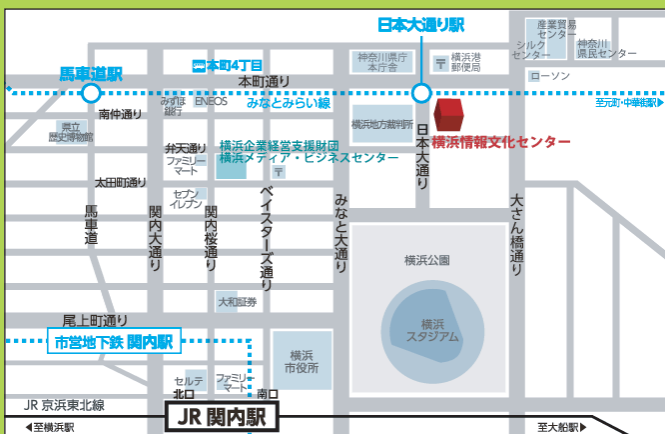 日本大通り駅
産業貿易
センター
シルク
センター
神奈川
県民センター
本町4丁目
馬車道駅
神奈川県庁
本庁舎
〒
横浜港
郵便局
ローソン
本町通り
みずほ
銀行
ENEOS
みなとみらい線
至元町・中華街駅▶
南仲通り
県立
歴史博物館
横浜地方裁判所
日本大通り
横浜情報文化センター
弁天通り
ファミリー
マート
横浜企業経営支援財団
横浜メディア・ビジネスセンター
〒
太田町通り
セブン
イレブン
馬車道
関内大通り
関内桜通り
ベイスターズ通り
みなと大通り
大さん橋通り
横浜公園
大和証券
尾上町通り
横浜
スタジアム
市営地下鉄 関内駅
横浜
市役所
セルテ
ファミリー
マート
北口
南口
JR 京浜東北線
JR 関内駅
◀至横浜駅
至大船駅▶